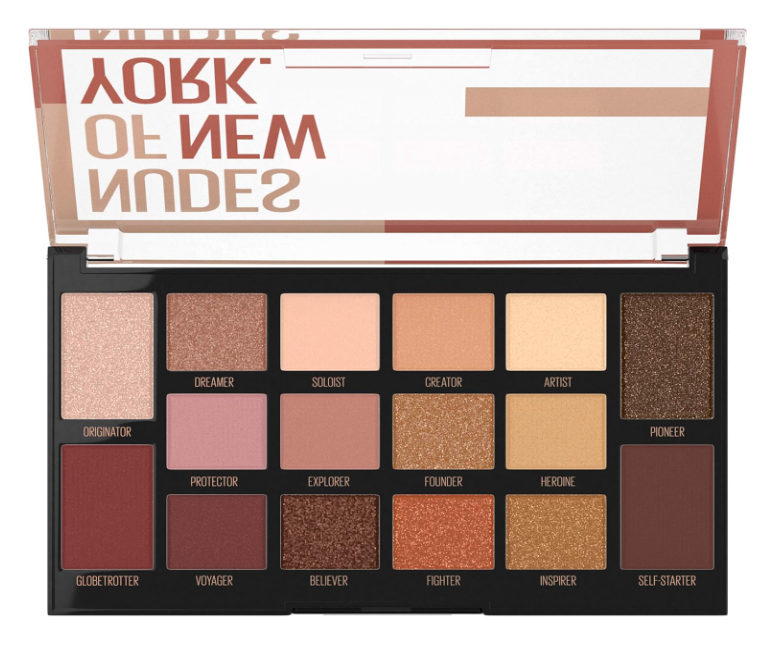 YORK.
OF NEW
NUDES
DREAMER
SOLOIST
CREATOR
ARTIST
ORIGINATOR
PIONEER
PROTECTOR
EXPLORER
FOUNDER
HEROINE
GLOBETROTTER
VOYAGER
BELIEVER
FIGHTER
INSPIRER
SELF-STARTER